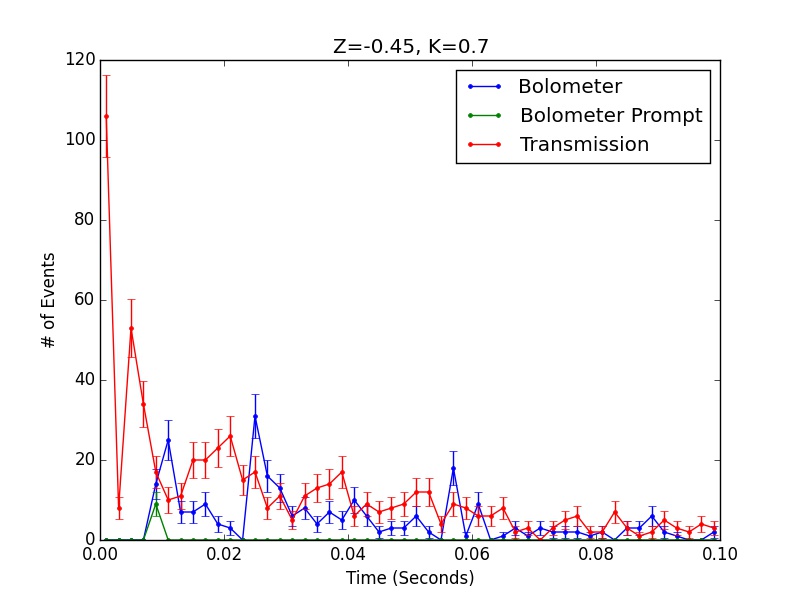 Z=-0.45, K=0.7
120
100
80
60
40
20
0
# of Events
Bolometer
Bolometer Prompt
Transmission
0.00 0.02 0.04 0.06 0.08 0.10
Time (Seconds)